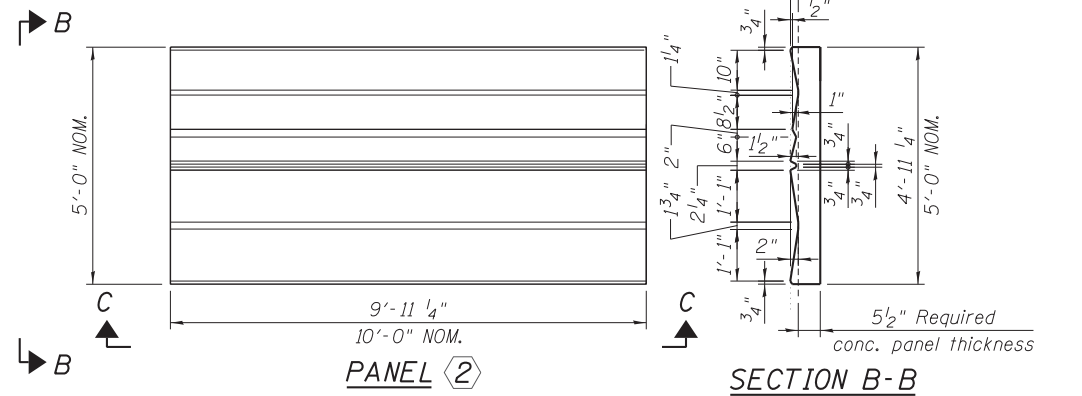 B
5'-0" NOM.
C
9'-11 1/4"
10'-0" NOM.
C
B
PANEL 2
1/2"
3/4"
1 1/4"
10"
8 1/2"
1"
3/4"
2"
6"
1 1/2"
2 1/4"
1 3/4"
1'-1"
3/4"
3/4"
4'-11 1/4"
5'-0" NOM.
1'-1"
2"
3/4"
5 1/2" Required
conc. panel thickness
SECTION B-B